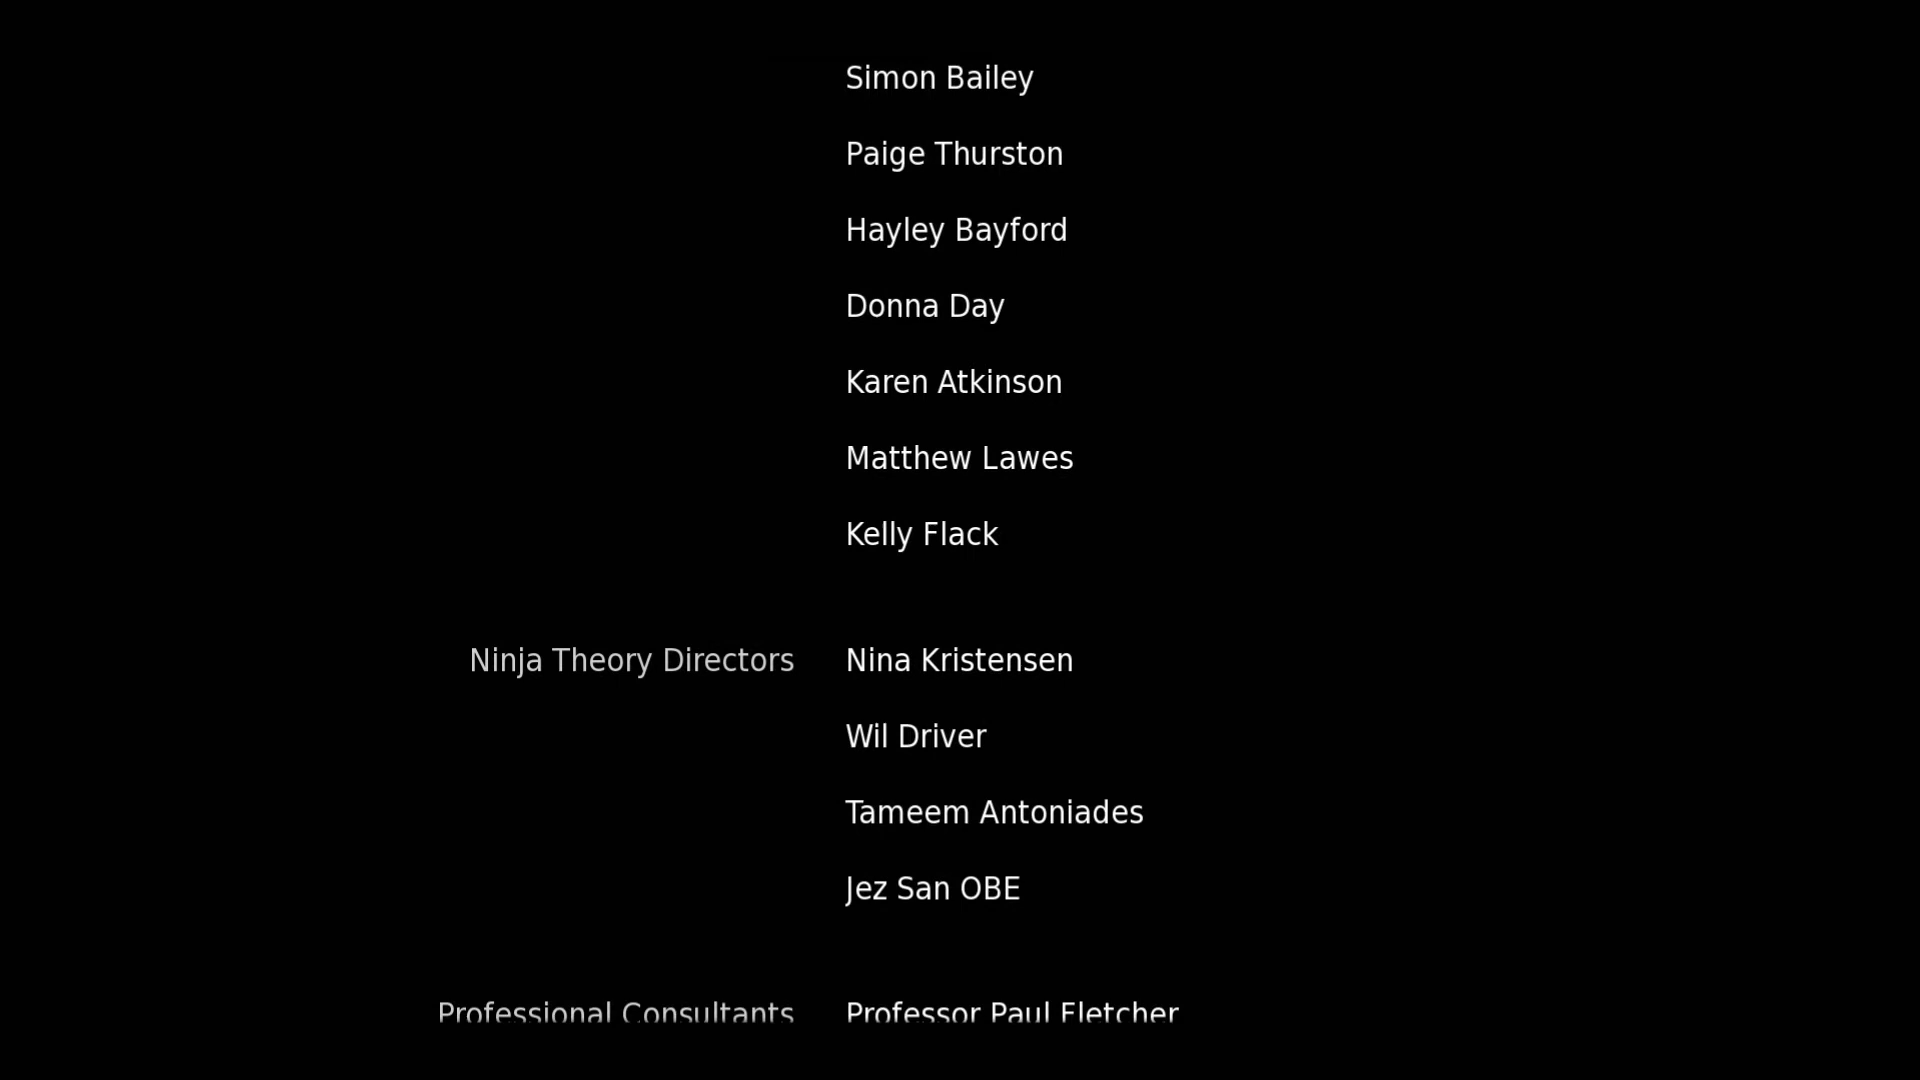 Simon Bailey
Paige Thurston
Hayley Bayford
Donna Day
Karen Atkinson
Matthew Lawes
Kelly Flack
Ninja Theory Directors Nina Kristensen
Wil Driver
Tameem Antoniades
Jez San OBE
Professional Consultants Professor Paul Fletcher